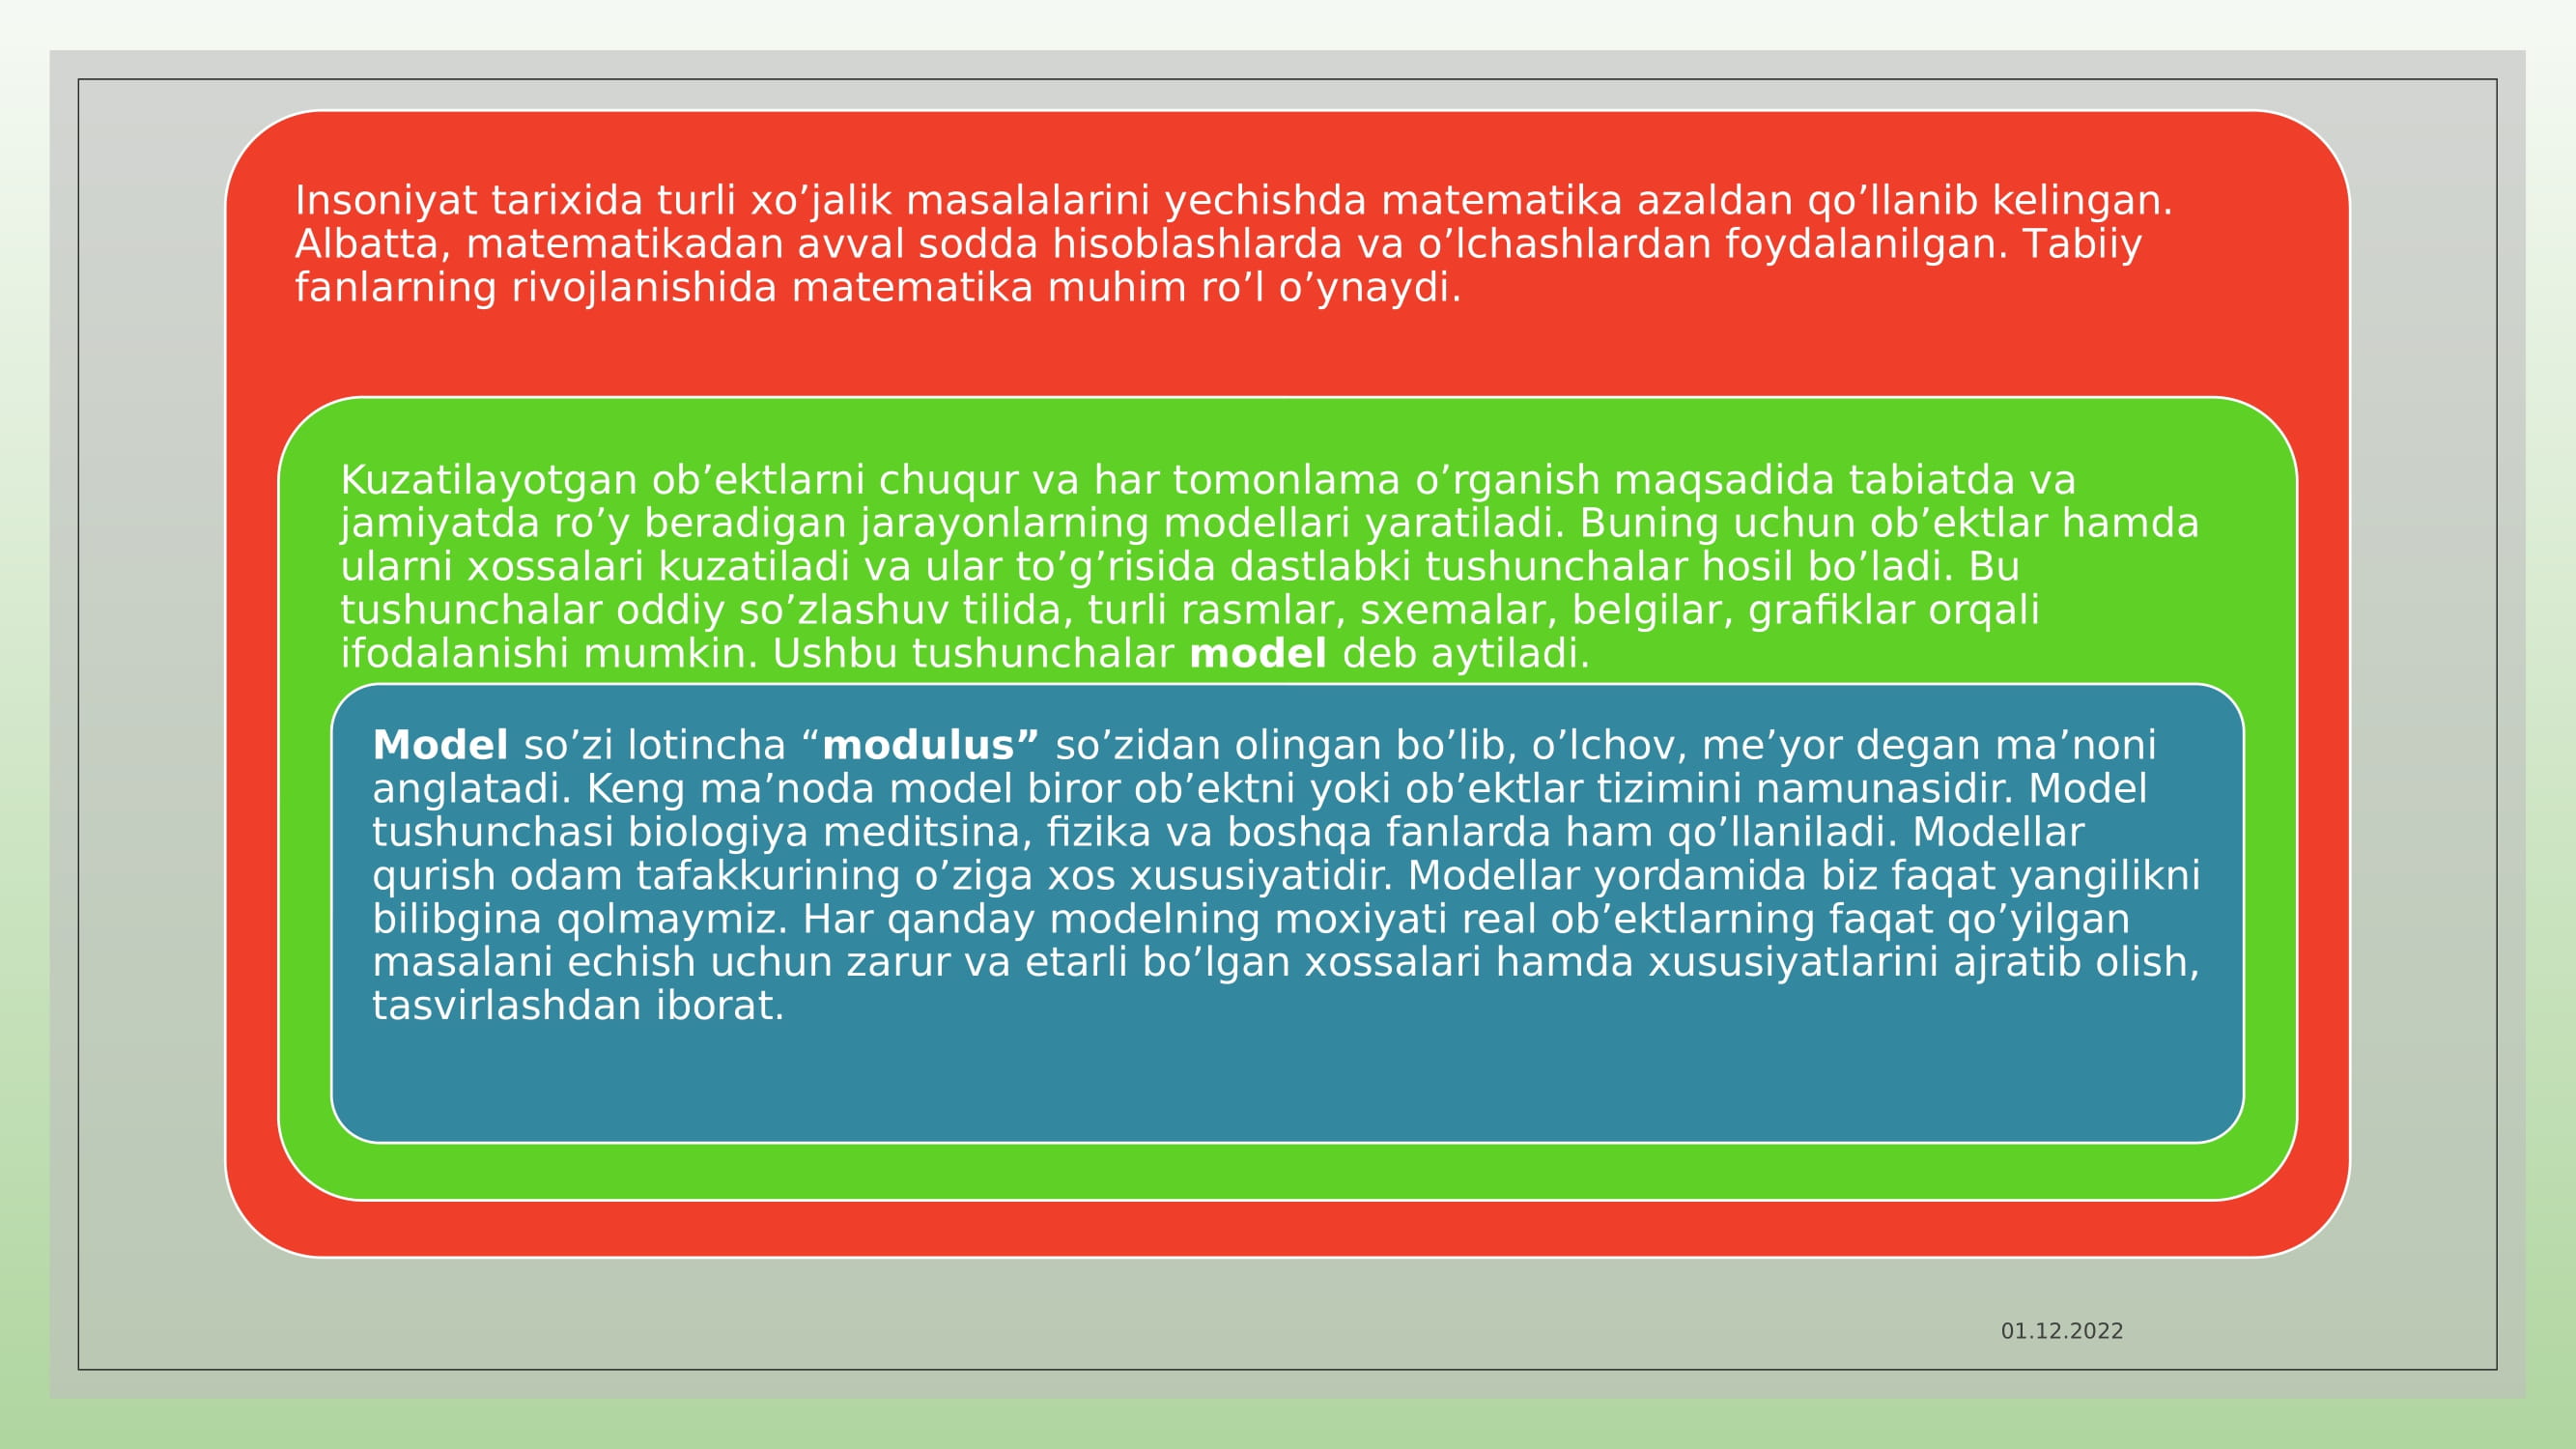 Insoniyat tarixida turli xo’jalik masalalarini yechishda matematika azaldan qo’llanib kelingan.
Albatta, matematikadan avval sodda hisoblashlarda va o’lchashlardan foydalanilgan. Tabiiy
fanlarning rivojlanishida matematika muhim ro’l o’ynaydi.
Kuzatilayotgan ob’ektlarni chuqur va har tomonlama o’rganish maqsadida tabiatda va
jamiyatda ro’y beradigan jarayonlarning modellari yaratiladi. Buning uchun ob’ektlar hamda
ularni xossalari kuzatiladi va ular to’g’risida dastlabki tushunchalar hosil bo’ladi. Bu
tushunchalar oddiy so’zlashuv tilida, turli rasmlar, sxemalar, belgilar, grafiklar orqali
ifodalanishi mumkin. Ushbu tushunchalar model deb aytiladi.
Model so’zi lotincha “modulus” so’zidan olingan bo’lib, o’lchov, me’yor degan ma’noni
anglatadi. Keng ma’noda model biror ob’ektni yoki ob’ektlar tizimini namunasidir. Model
tushunchasi biologiya meditsina, fizika va boshqa fanlarda ham qo’llaniladi. Modellar
qurish odam tafakkurining o’ziga xos xususiyatidir. Modellar yordamida biz faqat yangilikni
bilibgina qolmaymiz. Har qanday modelning moxiyati real ob’ektlarning faqat qo’yilgan
masalani echish uchun zarur va etarli bo’lgan xossalari hamda xususiyatlarini ajratib olish,
tasvirlashdan iborat.
01.12.2022